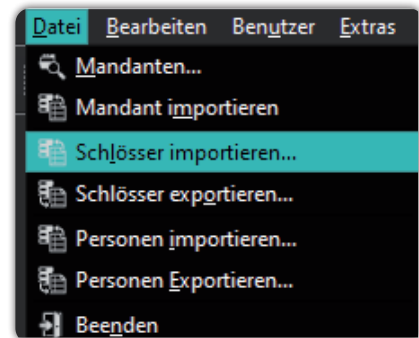 Datei Bearbeiten Benutzer Extras
Mandanten...
Mandant importieren
Schlösser importieren...
Schlösser exportieren...
Personen importieren...
Personen Exportieren...
Beenden